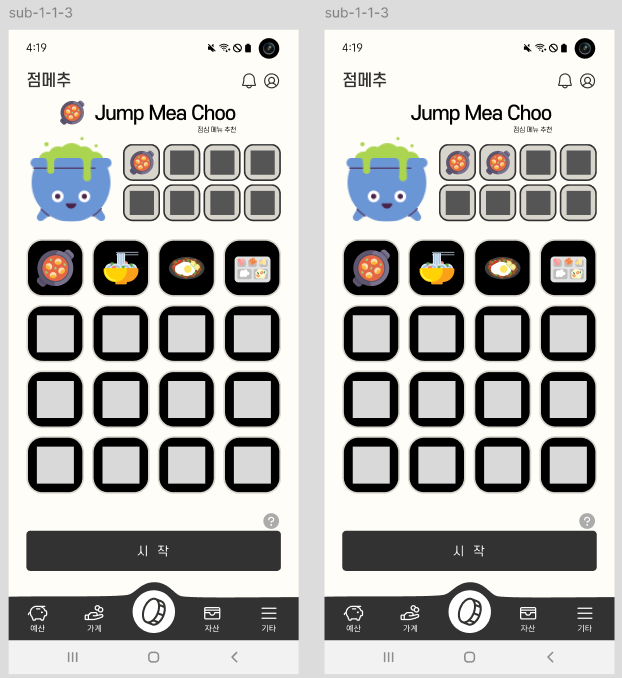 sub-1-1-3
4:19
점메추
Jump Mea Choo
점심 메뉴 추천
?
시 작
예산
가계
자산
기타
sub-1-1-3
4:19
점메추
Jump Mea Choo
점심 메뉴 추천
?
시 작
예산
가계
자산
기타